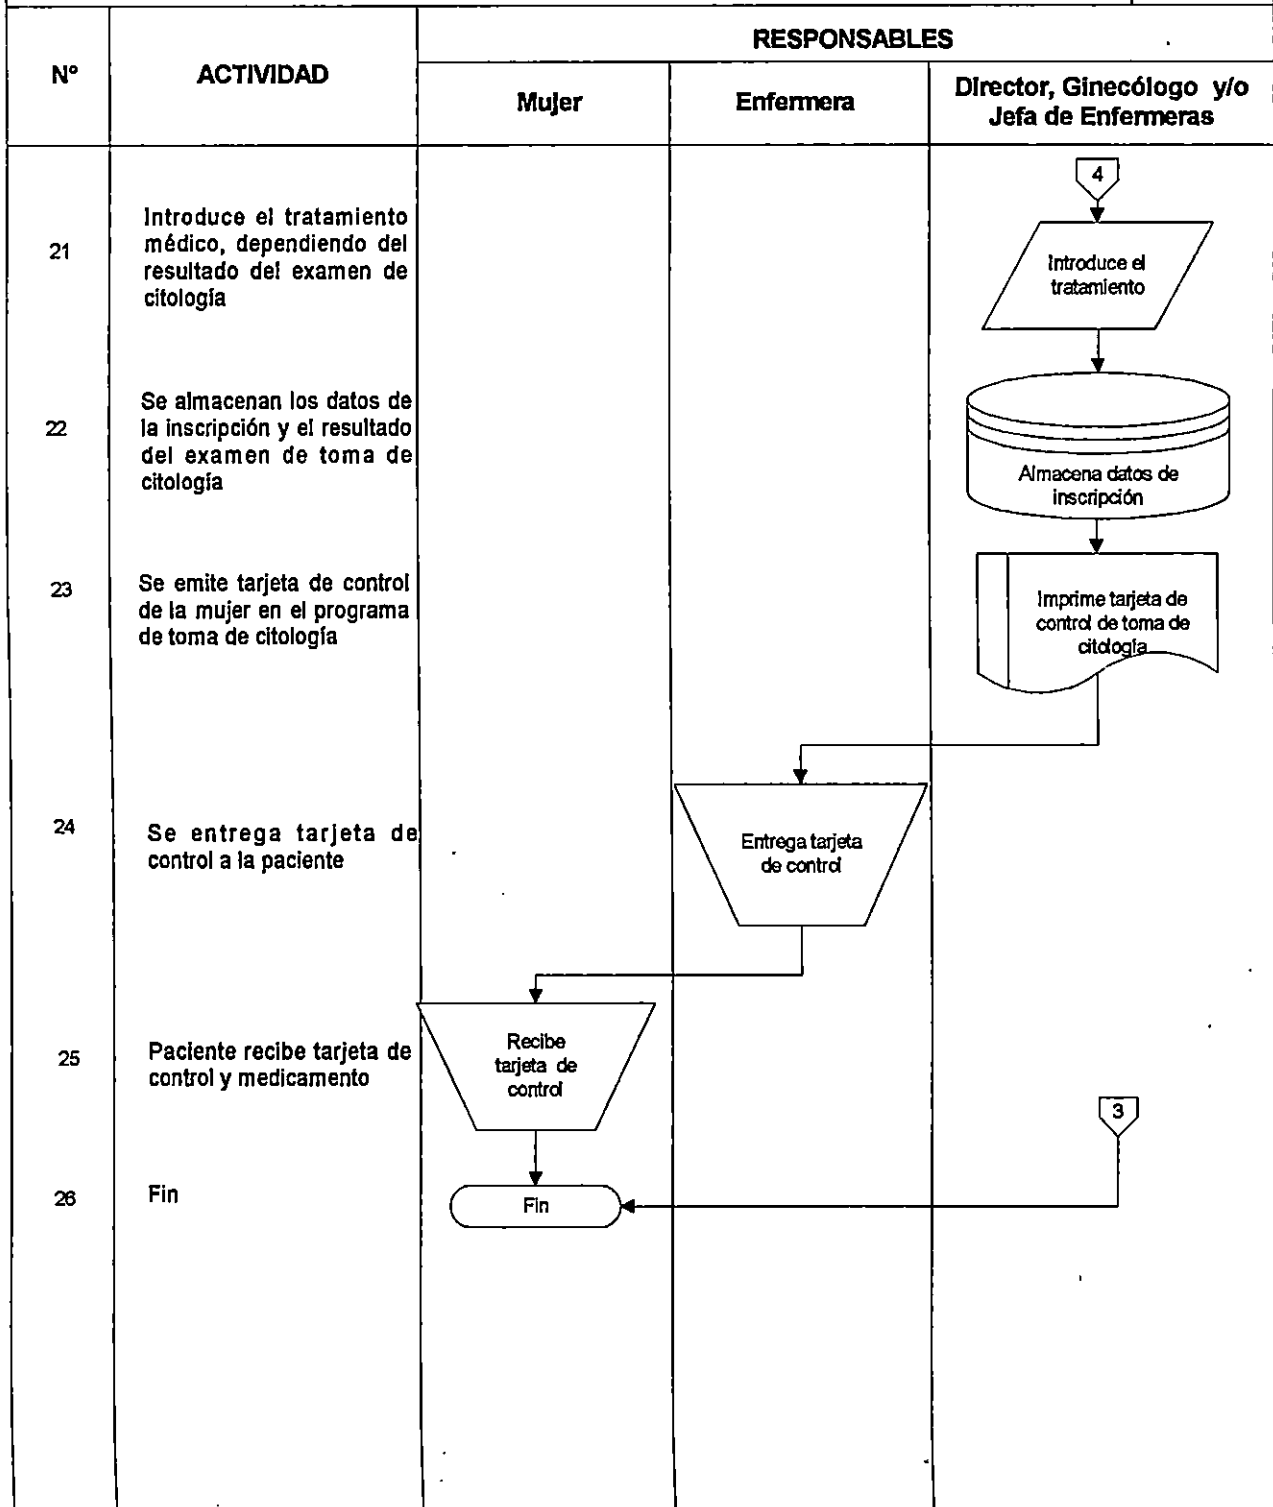 RESPONSABLES
Nº
ACTIVIDAD
Mujer
Enfermera
Director, Ginecólogo y/o
Jefa de Enfermeras
4
21
Introduce el tratamiento
médico, dependiendo del
resultado del examen de
citología
Introduce el
tratamiento
22
Se almacenan los datos de
la inscripción y el resultado
del examen de toma de
citología
Almacena datos de
inscripción
23
Se emite tarjeta de control
de la mujer en el programa
de toma de citología
Imprime tarjeta de
control de toma de
citología
24
Se entrega tarjeta de
control a la paciente
Entrega tarjeta
de control
25
Paciente recibe tarjeta de
control y medicamento
Recibe
tarjeta de
control
3
26
Fin
Fin